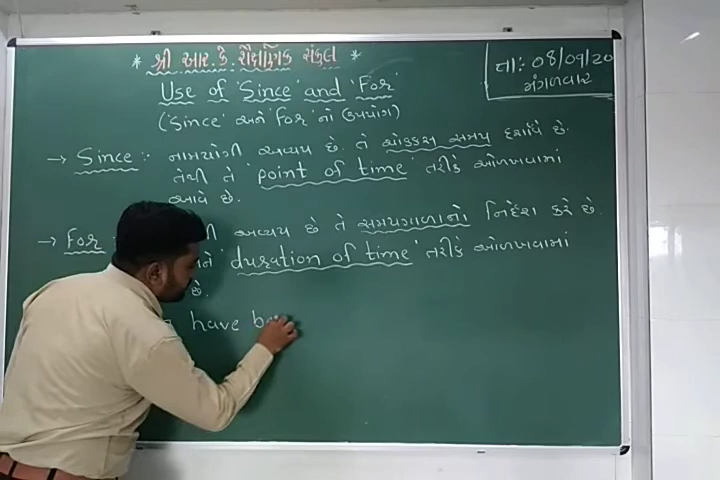 * શ્રી આર. કે. શૈક્ષણિક સંકુલ *
તા: 08/09/20
મંગળવાર
Use of 'Since' and 'For'
('Since' અને 'For' નો ઉપયોગ)
→ Since : નામયોગી અવ્યય છે. તે ચોક્કસ સમય દર્શાવે છે.
તેથી તે 'point of time' તરીકે ઓળખવામાં
આવે છે.
→ For : અવ્યય છે તે સમયગાળાનો નિર્દેશ કરે છે.
duration of time' તરીકે ઓળખવામાં
છે.
have be